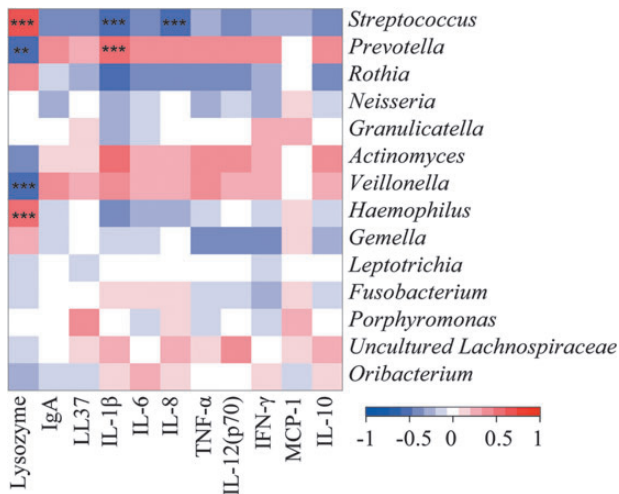 *** *** *** Streptococcus
** *** Prevotella
Rothia
Neisseria
Granulicatella
Actinomyces
*** Veillonella
*** Haemophilus
Gemella
Leptotrichia
Fusobacterium
Porphyromonas
Uncultured Lachnospiraceae
Oribacterium
Lysozyme
IgA
LL37
IL-1β
IL-6
IL-8
TNF-α
IL-12(p70)
IFN-γ
MCP-1
IL-10
-1 -0.5 0 0.5 1